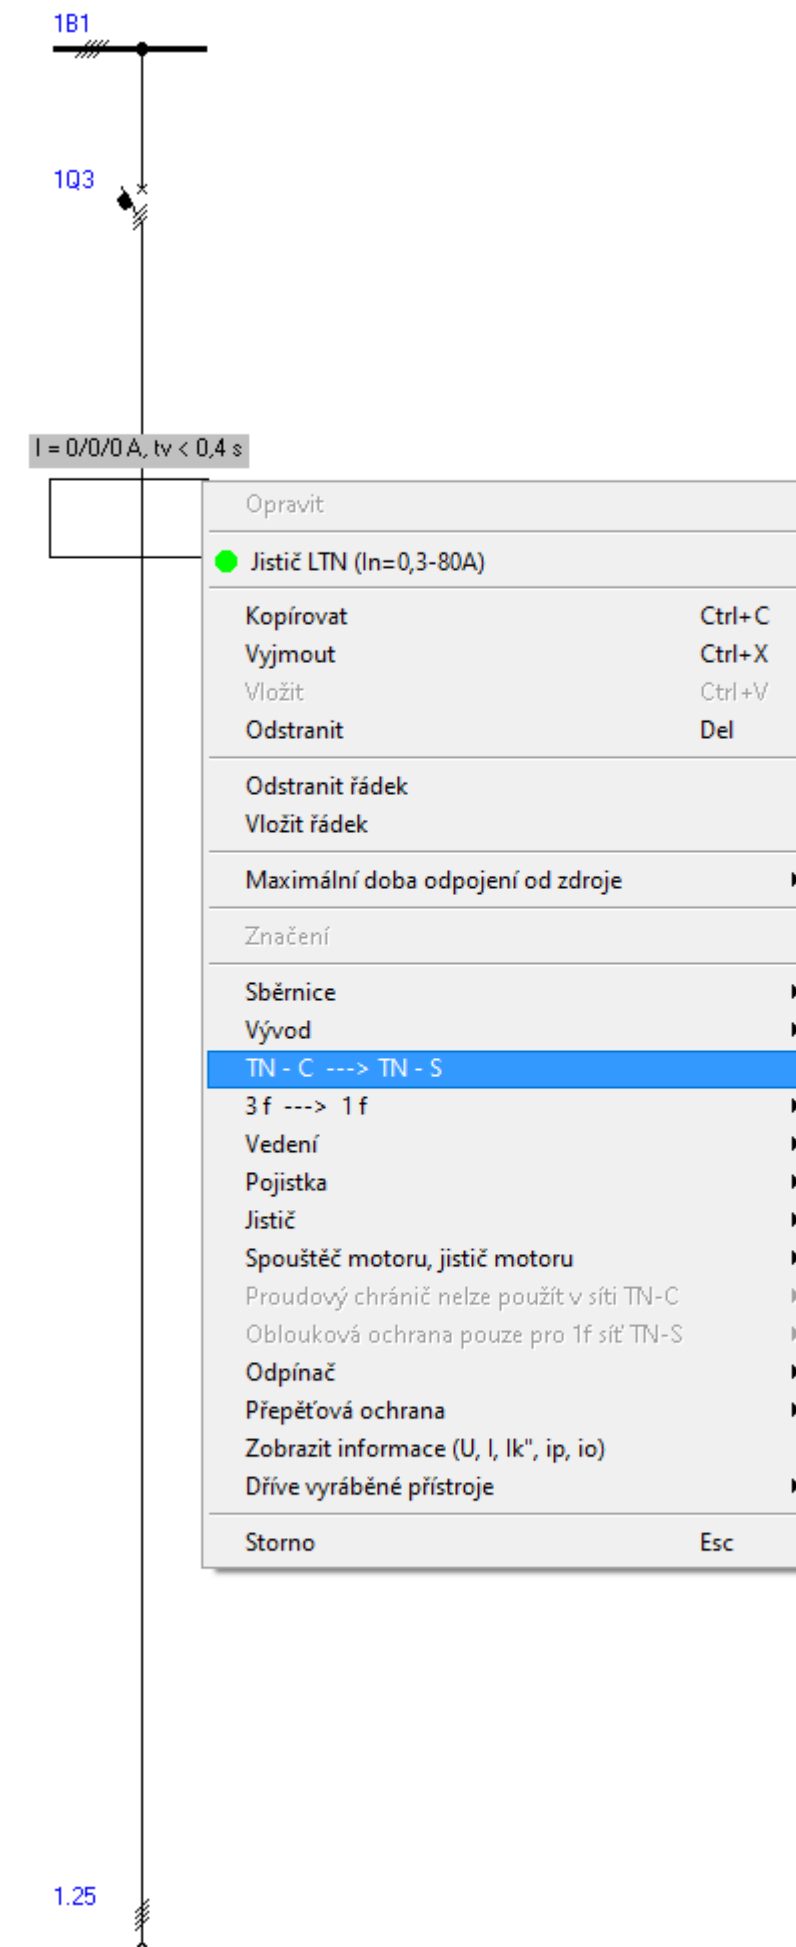 1B1
1Q3
I = 0/0/0 A, tv < 0,4 s
Opravit
Jistič LTN (In=0,3-80A)
Kopírovat Ctrl+C
Vyjmout Ctrl+X
Vložit Ctrl+V
Odstranit Del
Odstranit řádek
Vložit řádek
Maximální doba odpojení od zdroje
Značení
Sběrnice
Vývod
TN - C ---> TN - S
3 f ---> 1 f
Vedení
Pojistka
Jistič
Spouštěč motoru, jistič motoru
Proudový chránič nelze použít v síti TN-C
Oblouková ochrana pouze pro 1f síť TN-S
Odpínač
Přepěťová ochrana
Zobrazit informace (U, I, Ik", ip, io)
Dříve vyráběné přístroje
Storno Esc
1.25